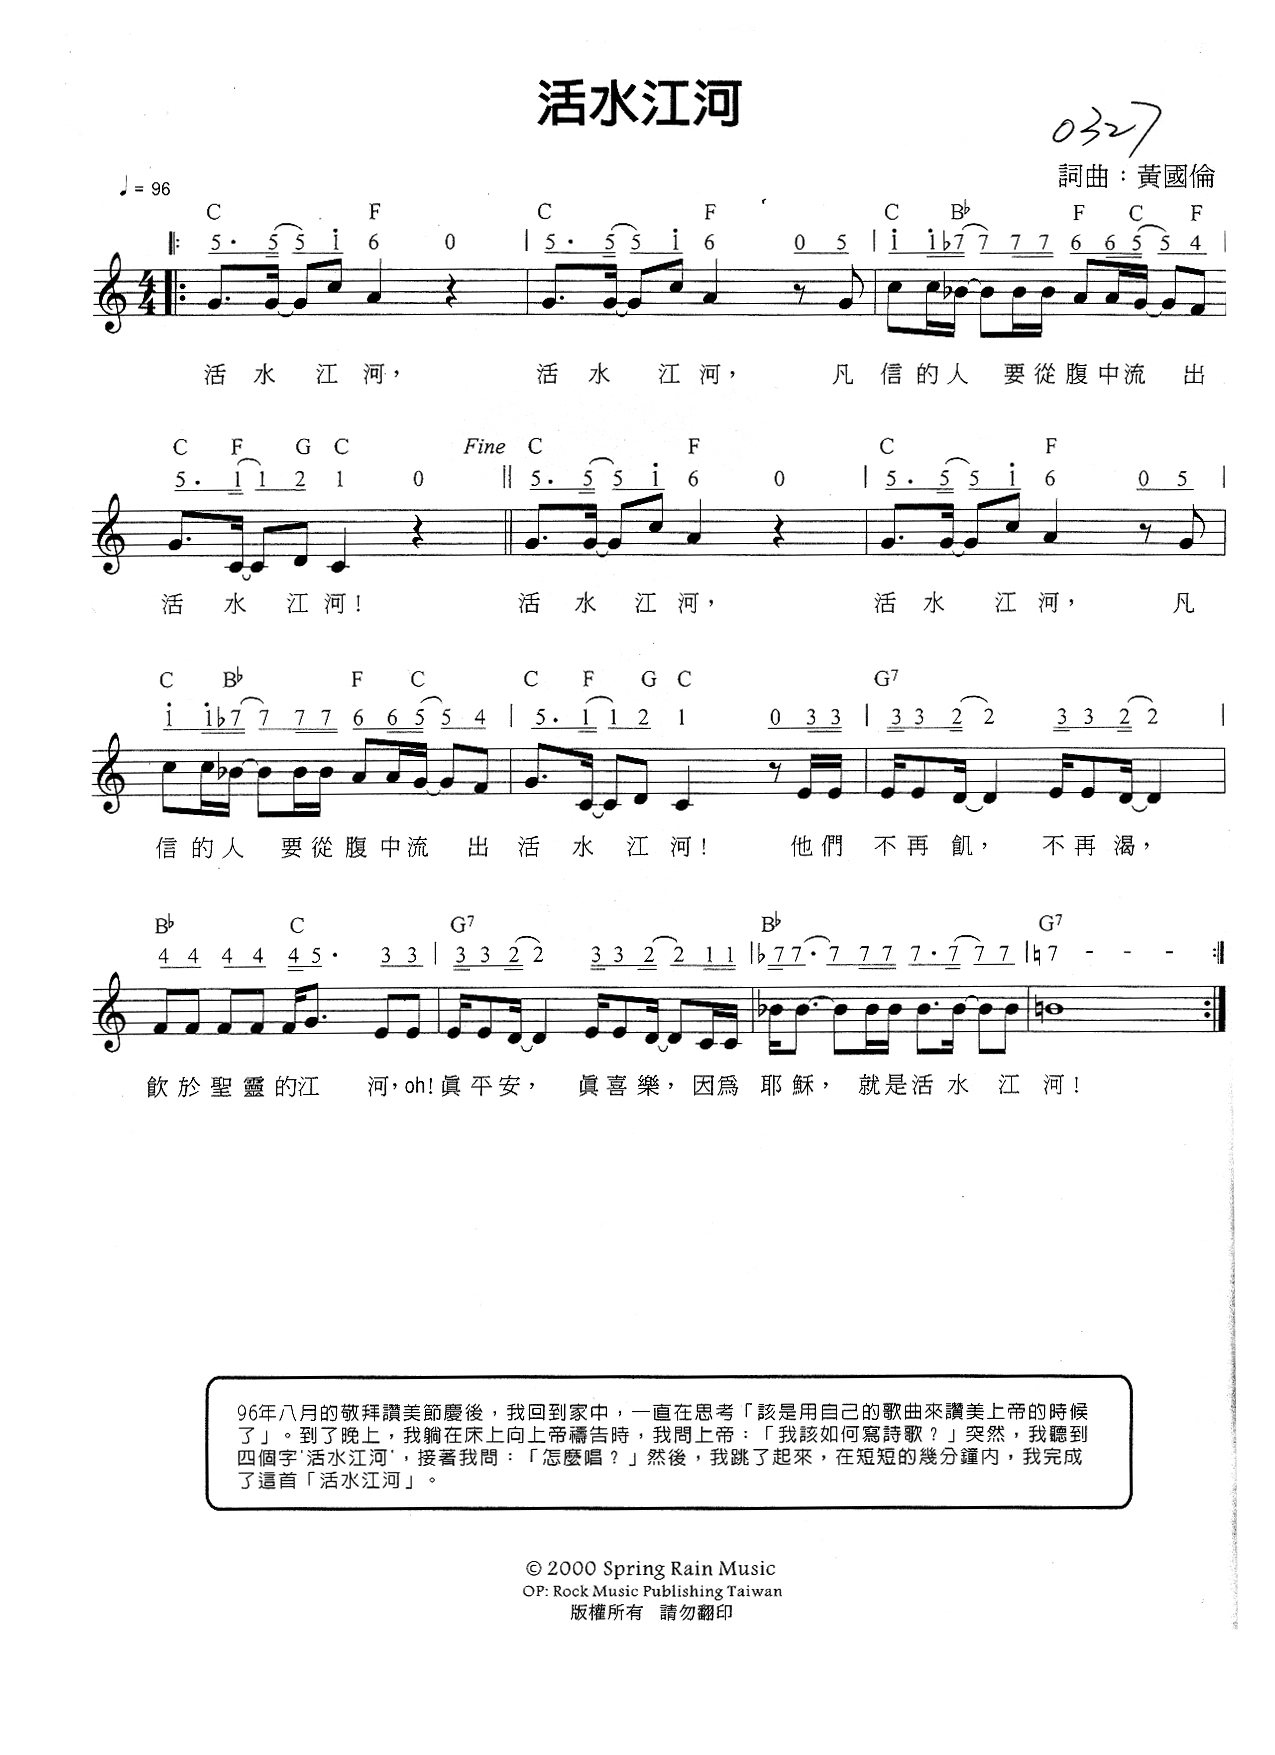 活水江河
0327
♩= 96
詞曲：黃國倫
C F C F C B♭ F C F
𝄆 5· 5 5 i 6 0 | 5· 5 5 i 6 0 5 | i i ♭7 7 7 7 6 6 5 5 4 |
活 水 江 河， 活 水 江 河， 凡 信 的 人 要 從 腹 中 流 出
C F G C Fine C F C F
5· 1 1 2 1 0 || 5· 5 5 i 6 0 | 5· 5 5 i 6 0 5 |
活 水 江 河! 活 水 江 河， 活 水 江 河， 凡
C B♭ F C C F G C G7
i i ♭7 7 7 7 6 6 5 5 4 | 5· 1 1 2 1 0 3 3 | 3 3 2 2 3 3 2 2 |
信 的 人 要 從 腹 中 流 出 活 水 江 河! 他 們 不 再 飢， 不 再 渴，
B♭ C G7 B♭ G7
4 4 4 4 4 5· 3 3 | 3 3 2 2 3 3 2 2 1 1 | ♭7 7· 7 7 7 7· 7 7 7 | ♮7 - - - 𝄇
飮 於 聖 靈 的 江 河，oh! 眞 平 安， 眞 喜 樂，因 爲 耶 穌， 就 是 活 水 江 河!
96年八月的敬拜讚美節慶後，我回到家中，一直在思考「該是用自己的歌曲來讚美上帝的時候
了」。到了晚上，我躺在床上向上帝禱告時，我問上帝：「我該如何寫詩歌？」突然，我聽到
四個字'活水江河'，接著我問：「怎麼唱？」然後，我跳了起來，在短短的幾分鐘內，我完成
了這首「活水江河」。
© 2000 Spring Rain Music
OP: Rock Music Publishing Taiwan
版權所有 請勿翻印